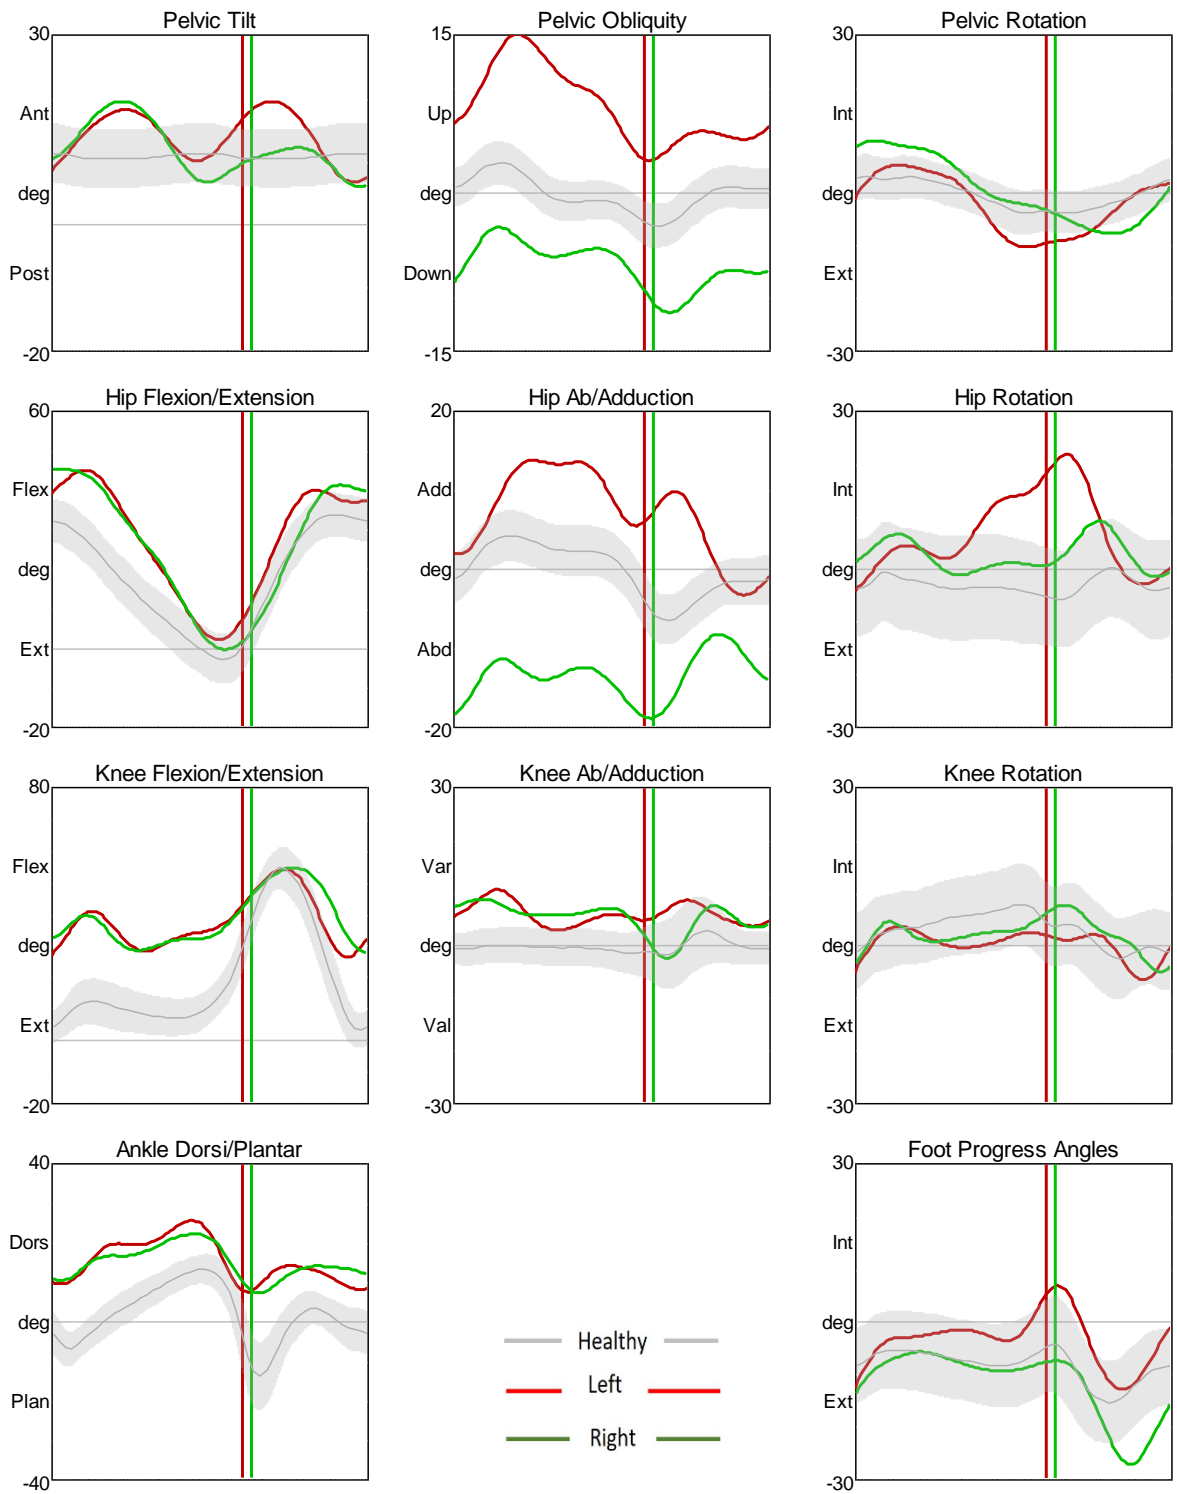 Pelvic Tilt
30
Ant
deg
Post
-20
Pelvic Obliquity
15
Up
deg
Down
-15
Pelvic Rotation
30
Int
deg
Ext
-30
Hip Flexion/Extension
60
Flex
deg
Ext
-20
Hip Ab/Adduction
20
Add
deg
Abd
-20
Hip Rotation
30
Int
deg
Ext
-30
Knee Flexion/Extension
80
Flex
deg
Ext
-20
Knee Ab/Adduction
30
Var
deg
Val
-30
Knee Rotation
30
Int
deg
Ext
-30
Ankle Dorsi/Plantar
40
Dors
deg
Plan
-40
Healthy
Left
Right
Foot Progress Angles
30
Int
deg
Ext
-30